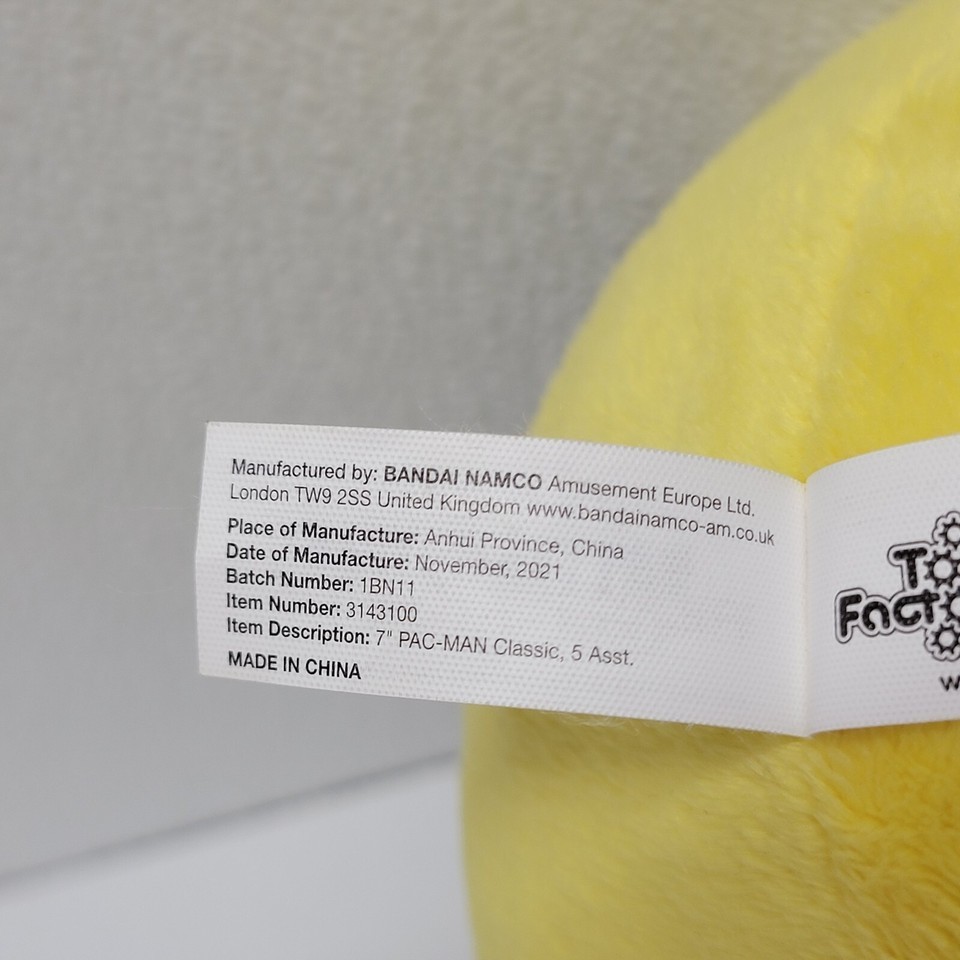 Manufactured by: BANDAI NAMCO Amusement Europe Ltd.
London TW9 2SS United Kingdom www.bandainamco-am.co.uk
Place of Manufacture: Anhui Province, China
Date of Manufacture: November, 2021
Batch Number: 1BN11
Item Number: 3143100
Item Description: 7" PAC-MAN Classic, 5 Asst.
MADE IN CHINA